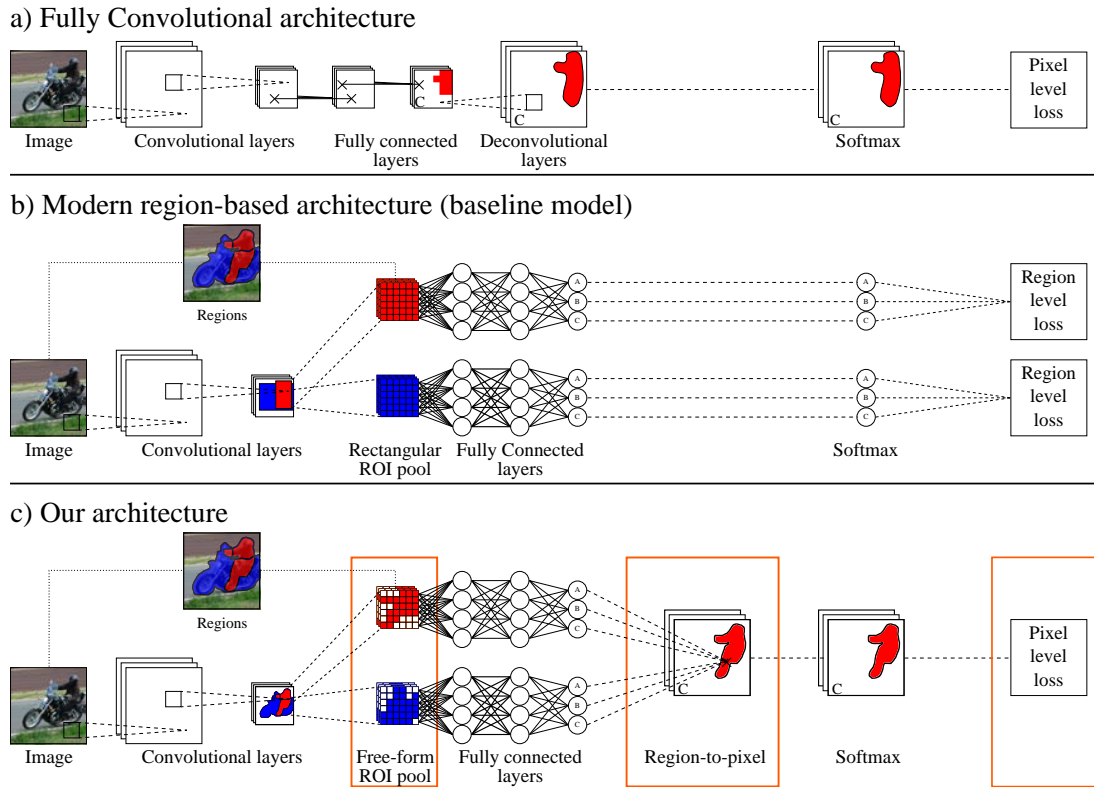 a) Fully Convolutional architecture
C
C
C
Pixel
level
loss
Image
Convolutional layers
Fully connected
layers
Deconvolutional
layers
Softmax
b) Modern region-based architecture (baseline model)
Regions
A
B
C
A
B
C
Region
level
loss
A
B
C
A
B
C
Region
level
loss
Image
Convolutional layers
Rectangular
ROI pool
Fully Connected
layers
Softmax
c) Our architecture
Regions
A
B
C
A
B
C
C
C
Pixel
level
loss
Image
Convolutional layers
Free-form
ROI pool
Fully connected
layers
Region-to-pixel
Softmax